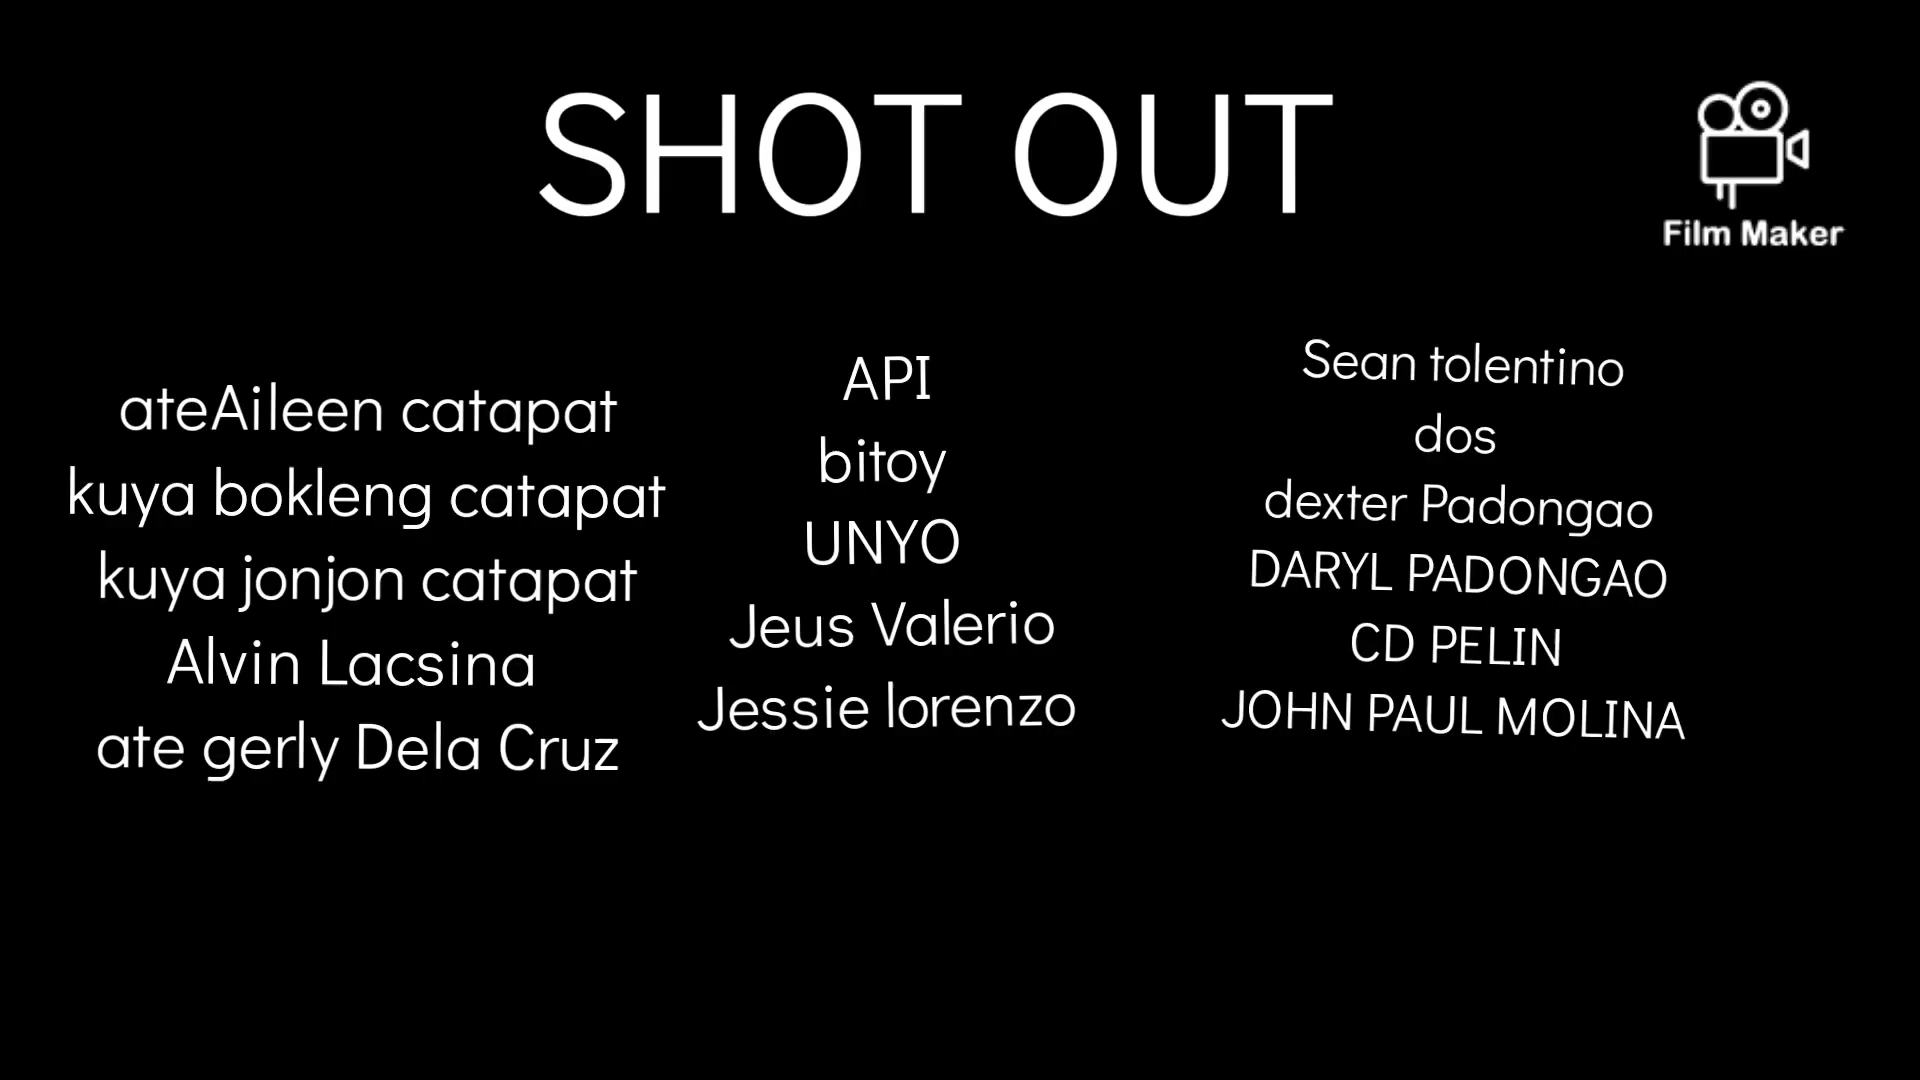 SHOT OUT
Film Maker
ateAileen catapat
kuya bokleng catapat
kuya jonjon catapat
Alvin Lacsina
ate gerly Dela Cruz
API
bitoy
UNYO
Jeus Valerio
Jessie lorenzo
Sean tolentino
dos
dexter Padongao
DARYL PADONGAO
CD PELIN
JOHN PAUL MOLINA